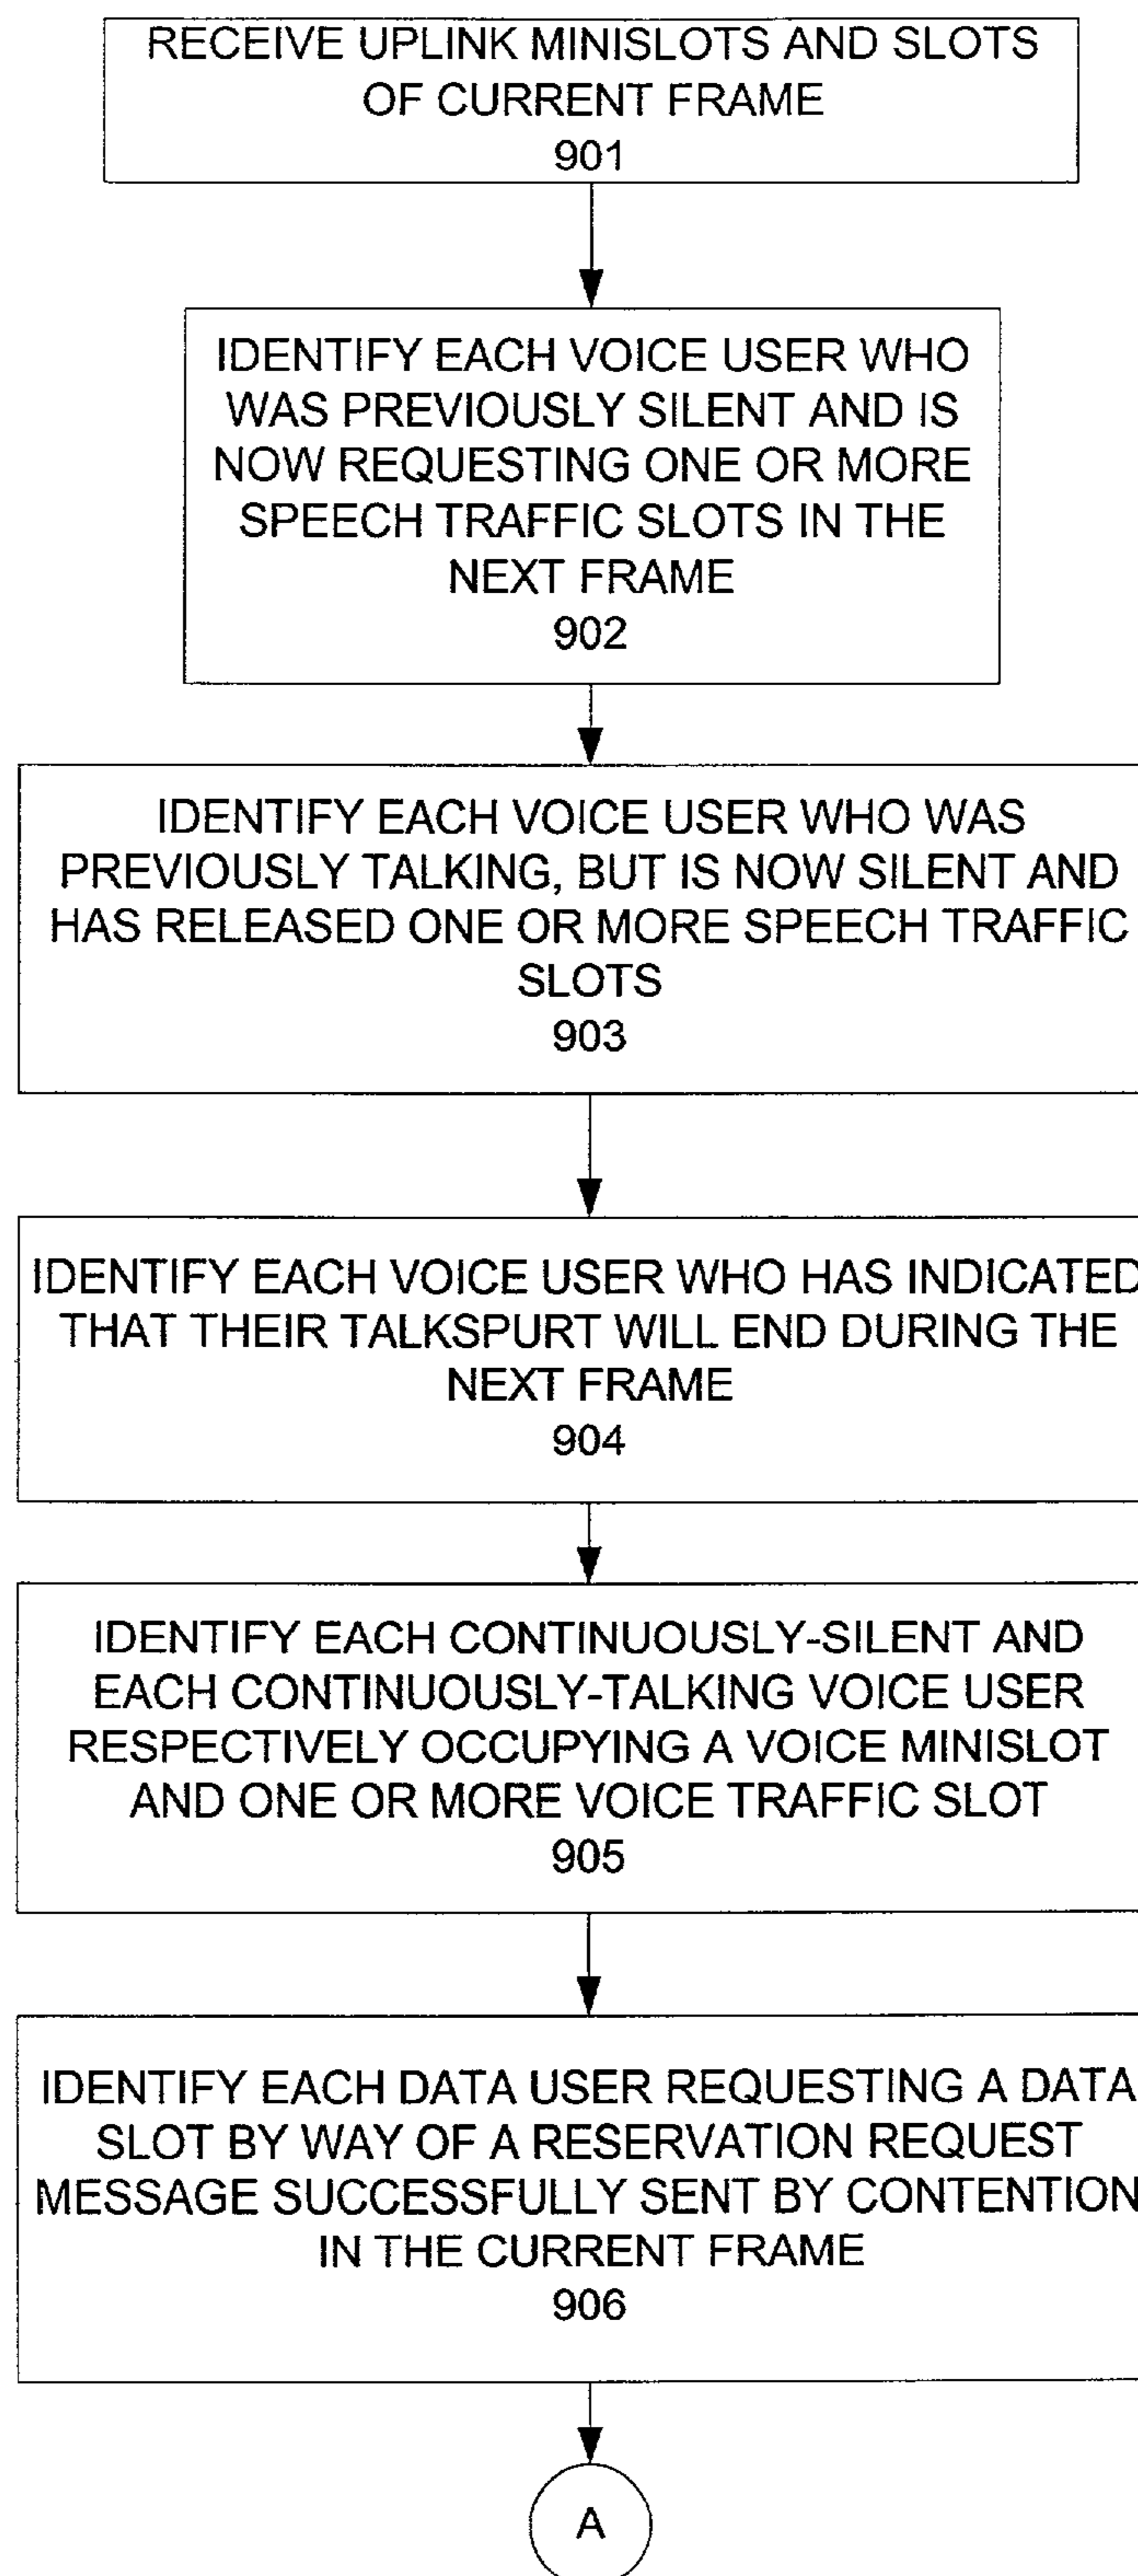 RECEIVE UPLINK MINISLOTS AND SLOTS
OF CURRENT FRAME
901
IDENTIFY EACH VOICE USER WHO
WAS PREVIOUSLY SILENT AND IS
NOW REQUESTING ONE OR MORE
SPEECH TRAFFIC SLOTS IN THE
NEXT FRAME
902
IDENTIFY EACH VOICE USER WHO WAS
PREVIOUSLY TALKING, BUT IS NOW SILENT AND
HAS RELEASED ONE OR MORE SPEECH TRAFFIC
SLOTS
903
IDENTIFY EACH VOICE USER WHO HAS INDICATED
THAT THEIR TALKSPURT WILL END DURING THE
NEXT FRAME
904
IDENTIFY EACH CONTINUOUSLY-SILENT AND
EACH CONTINUOUSLY-TALKING VOICE USER
RESPECTIVELY OCCUPYING A VOICE MINISLOT
AND ONE OR MORE VOICE TRAFFIC SLOT
905
IDENTIFY EACH DATA USER REQUESTING A DATA
SLOT BY WAY OF A RESERVATION REQUEST
MESSAGE SUCCESSFULLY SENT BY CONTENTION
IN THE CURRENT FRAME
906
A